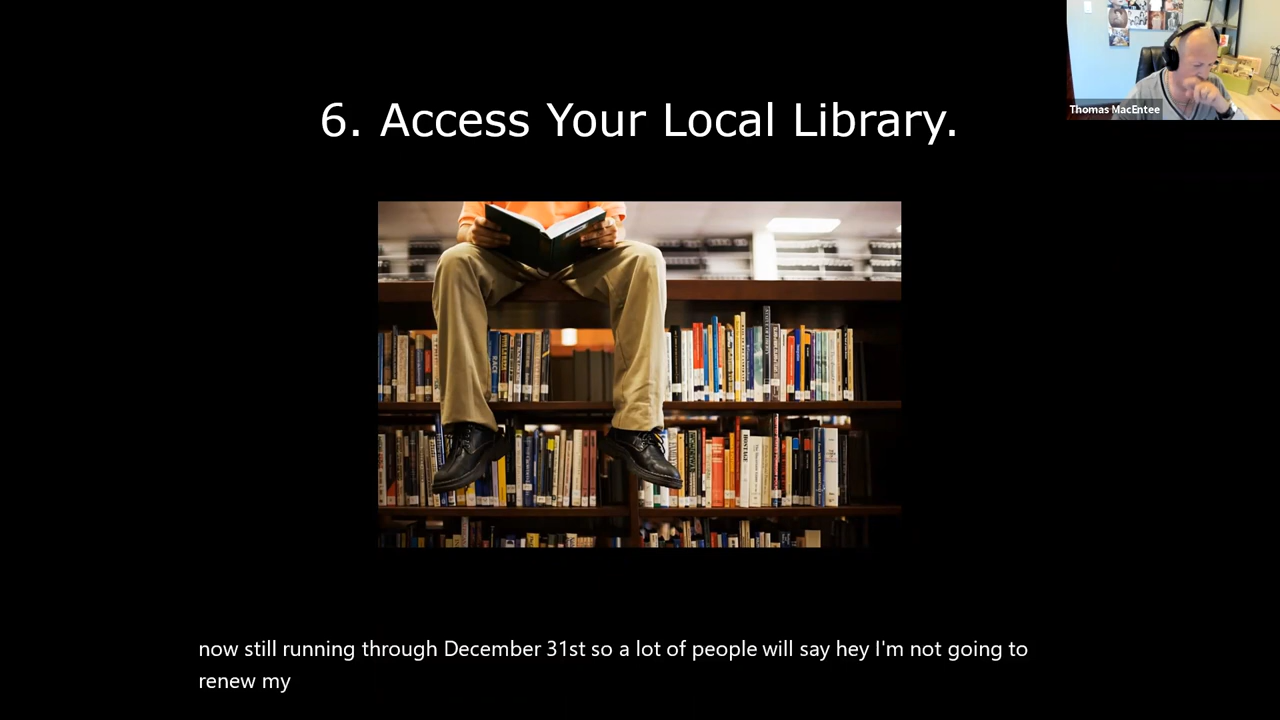 6. Access Your Local Library.
Thomas MacEntee
now still running through December 31st so a lot of people will say hey I'm not going to
renew my